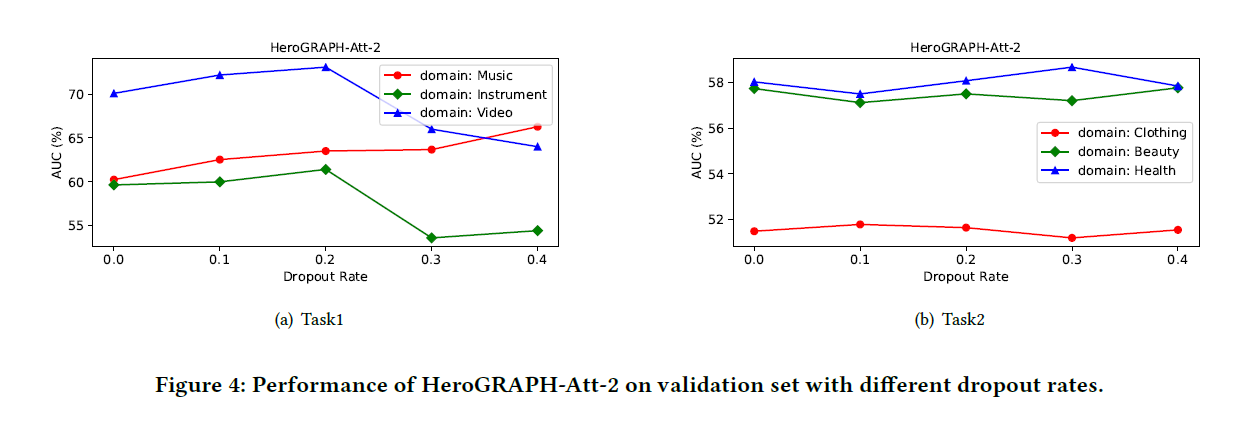 HeroGRAPH-Att-2
domain: Music
domain: Instrument
domain: Video
AUC (%)
70
65
60
55
0.0 0.1 0.2 0.3 0.4
Dropout Rate
(a) Task1
HeroGRAPH-Att-2
domain: Clothing
domain: Beauty
domain: Health
AUC (%)
58
56
54
52
0.0 0.1 0.2 0.3 0.4
Dropout Rate
(b) Task2
Figure 4: Performance of HeroGRAPH-Att-2 on validation set with different dropout rates.